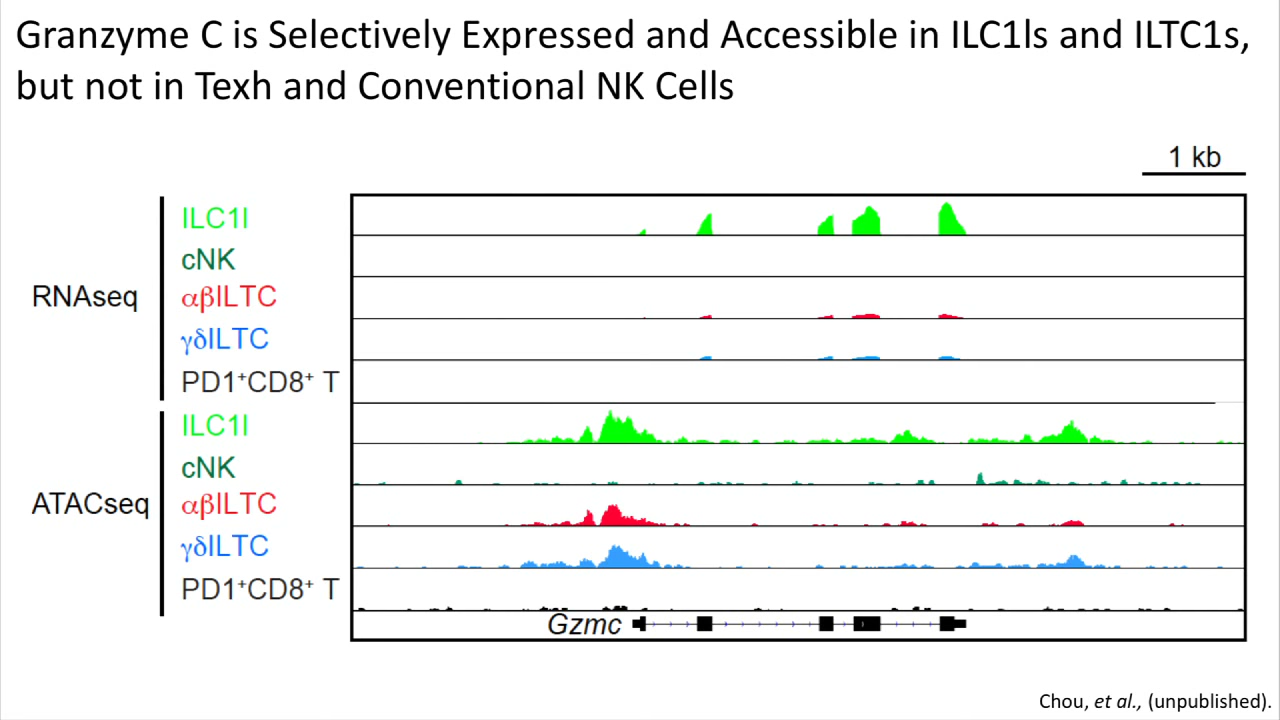 Granzyme C is Selectively Expressed and Accessible in ILC1ls and ILTC1s,
but not in Texh and Conventional NK Cells
1 kb
RNAseq
ILC1l
cNK
αβILTC
γδILTC
PD1⁺CD8⁺ T
ATACseq
ILC1l
cNK
αβILTC
γδILTC
PD1⁺CD8⁺ T
Gzmc
Chou, et al., (unpublished).